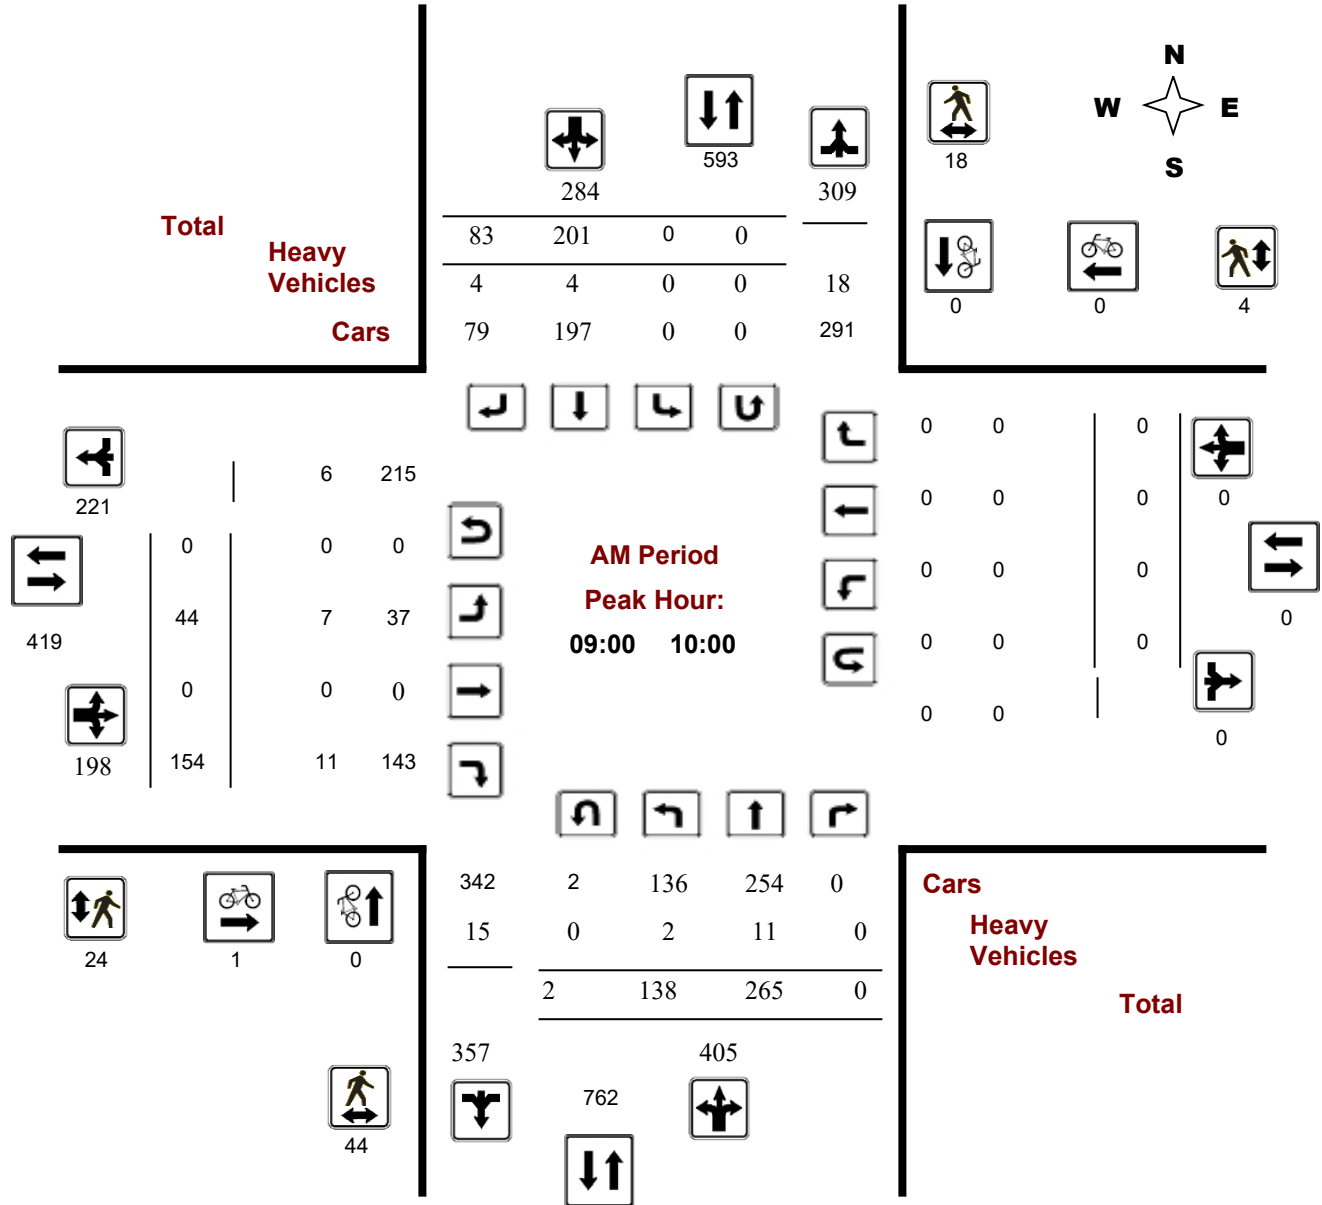 N
W E
S
593
18
284 309
Total
83 201 0 0
Heavy
Vehicles
4 4 0 0 18
0 0 4
Cars
79 197 0 0 291
0 0 0
6 215
221
0 0 0 0
0 0 0
AM Period
0 0 0
Peak Hour:
44 7 37
0
419
09:00 10:00
0 0 0
0 0 0
0 0
0
198 154 11 143
342 2 136 254 0
Cars
15 0 2 11 0
Heavy
Vehicles
24 1 0
2 138 265 0
Total
357 405
762
44